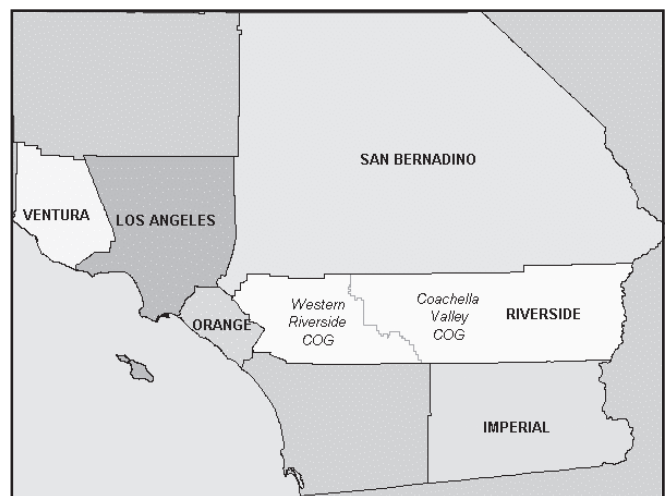 SAN BERNADINO
VENTURA
LOS ANGELES
ORANGE
Western
Riverside
COG
Coachella
Valley
COG
RIVERSIDE
IMPERIAL